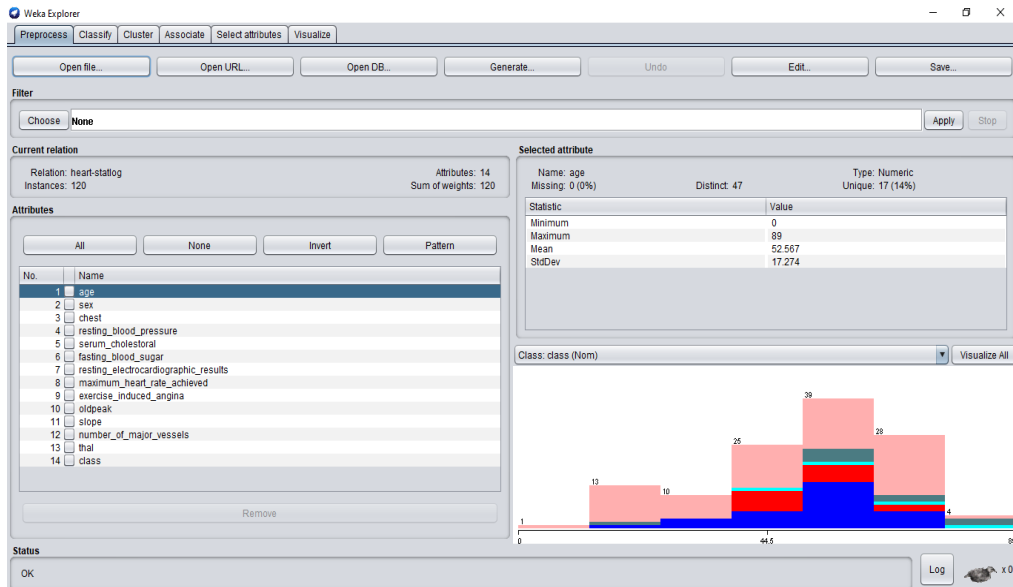 Weka Explorer
Preprocess Classify Cluster Associate Select attributes Visualize
Open file... Open URL... Open DB... Generate... Undo Edit... Save...
Filter
Choose None Apply Stop
Current relation
Relation: heart-statlog Attributes: 14
Instances: 120 Sum of weights: 120
Attributes
All None Invert Pattern
No. Name
1 age
2 sex
3 chest
4 resting_blood_pressure
5 serum_cholestoral
6 fasting_blood_sugar
7 resting_electrocardiographic_results
8 maximum_heart_rate_achieved
9 exercise_induced_angina
10 oldpeak
11 slope
12 number_of_major_vessels
13 thal
14 class
Remove
Selected attribute
Name: age Type: Numeric
Missing: 0 (0%) Distinct: 47 Unique: 17 (14%)
Statistic Value
Minimum 0
Maximum 89
Mean 52.567
StdDev 17.274
Class: class (Nom) Visualize All
39
28
25
13
10
4
1
0 44.5
Status
OK Log x 0